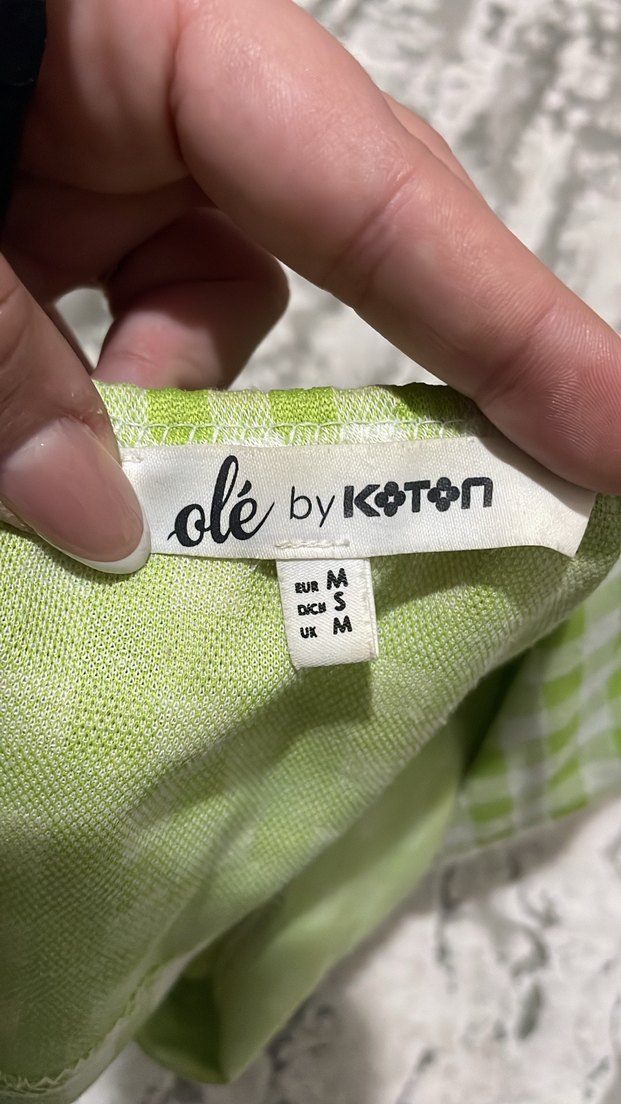 olé by KOTON
EUR M
D/CH S
UK M